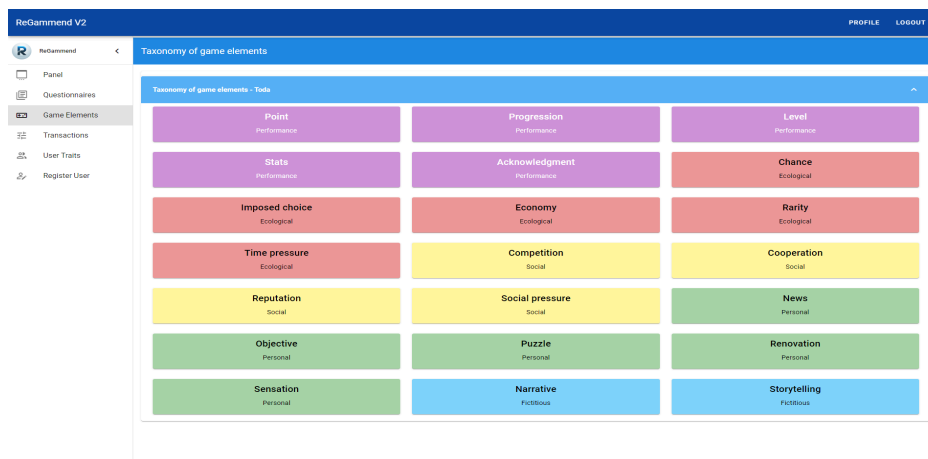 ReGammend V2
PROFILE LOGOUT
ReGammend
Taxonomy of game elements
Panel
Questionnaires
Game Elements
Transactions
User Traits
Register User
Taxonomy of game elements - Toda
Point
Performance
Progression
Performance
Level
Performance
Stats
Performance
Acknowledgment
Performance
Chance
Ecological
Imposed choice
Ecological
Economy
Ecological
Rarity
Ecological
Time pressure
Ecological
Competition
Social
Cooperation
Social
Reputation
Social
Social pressure
Social
News
Personal
Objective
Personal
Puzzle
Personal
Renovation
Personal
Sensation
Personal
Narrative
Fictitious
Storytelling
Fictitious